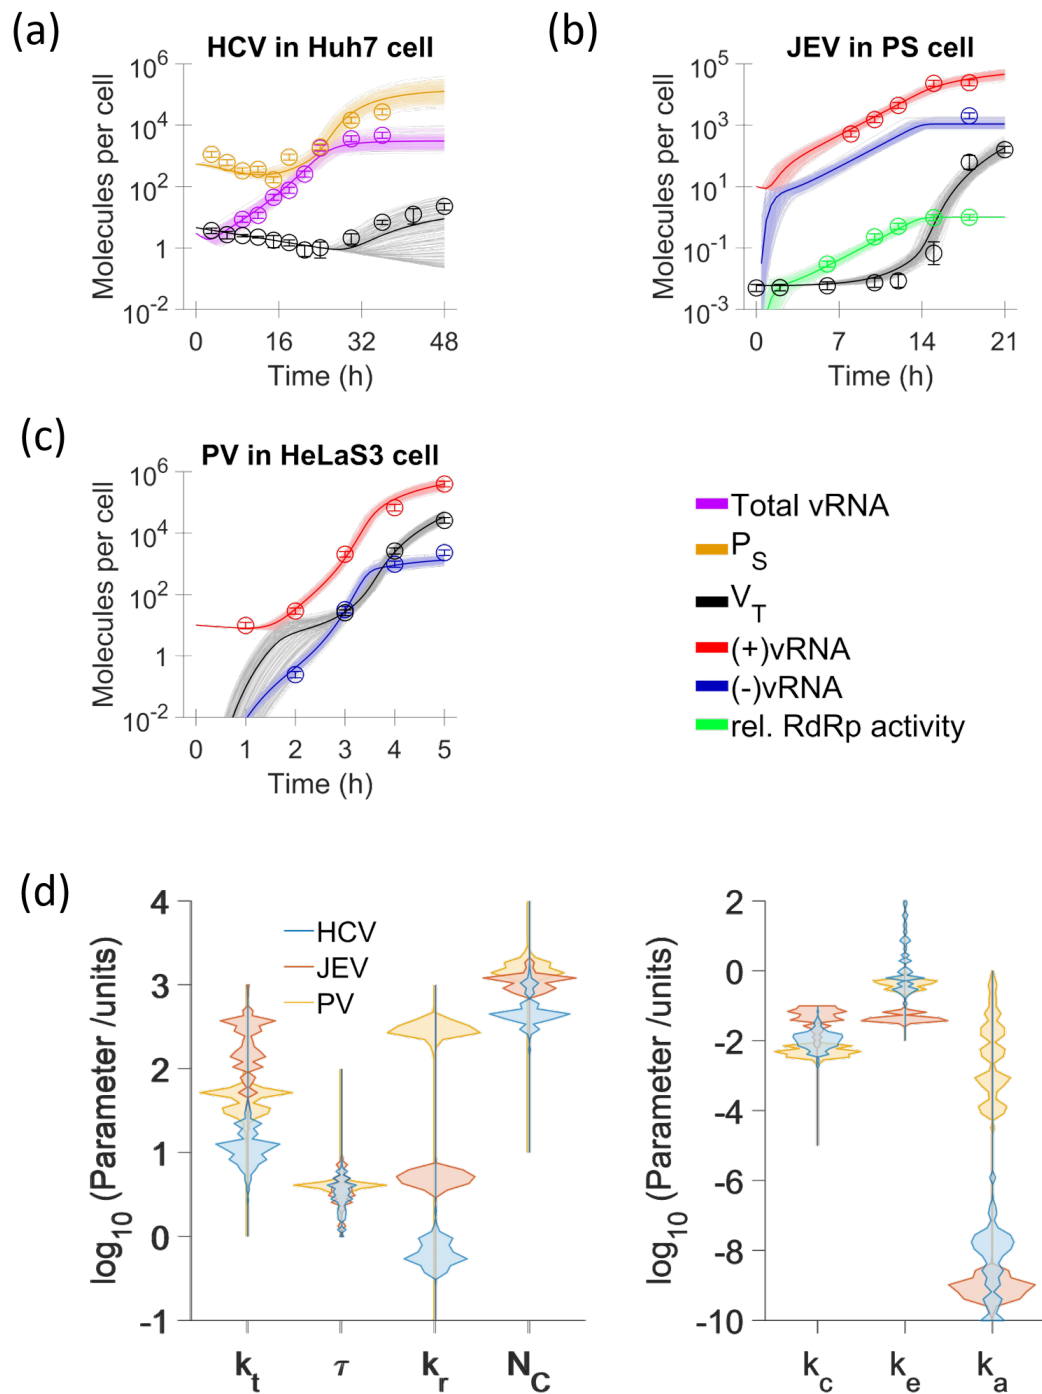 (a)
HCV in Huh7 cell
Molecules per cell
10^6
10^4
10^2
1
10^-2
0 16 32 48
Time (h)
(b)
JEV in PS cell
Molecules per cell
10^5
10^3
10^1
10^-1
10^-3
0 7 14 21
Time (h)
(c)
PV in HeLaS3 cell
Molecules per cell
10^6
10^4
10^2
1
10^-2
0 1 2 3 4 5
Time (h)
Total vRNA
P_S
V_T
(+)vRNA
(-)vRNA
rel. RdRp activity
(d)
log_10 (Parameter /units)
4
3
2
1
0
-1
HCV
JEV
PV
k_t τ k_r N_C
log_10 (Parameter /units)
2
0
-2
-4
-6
-8
-10
k_c k_e k_a